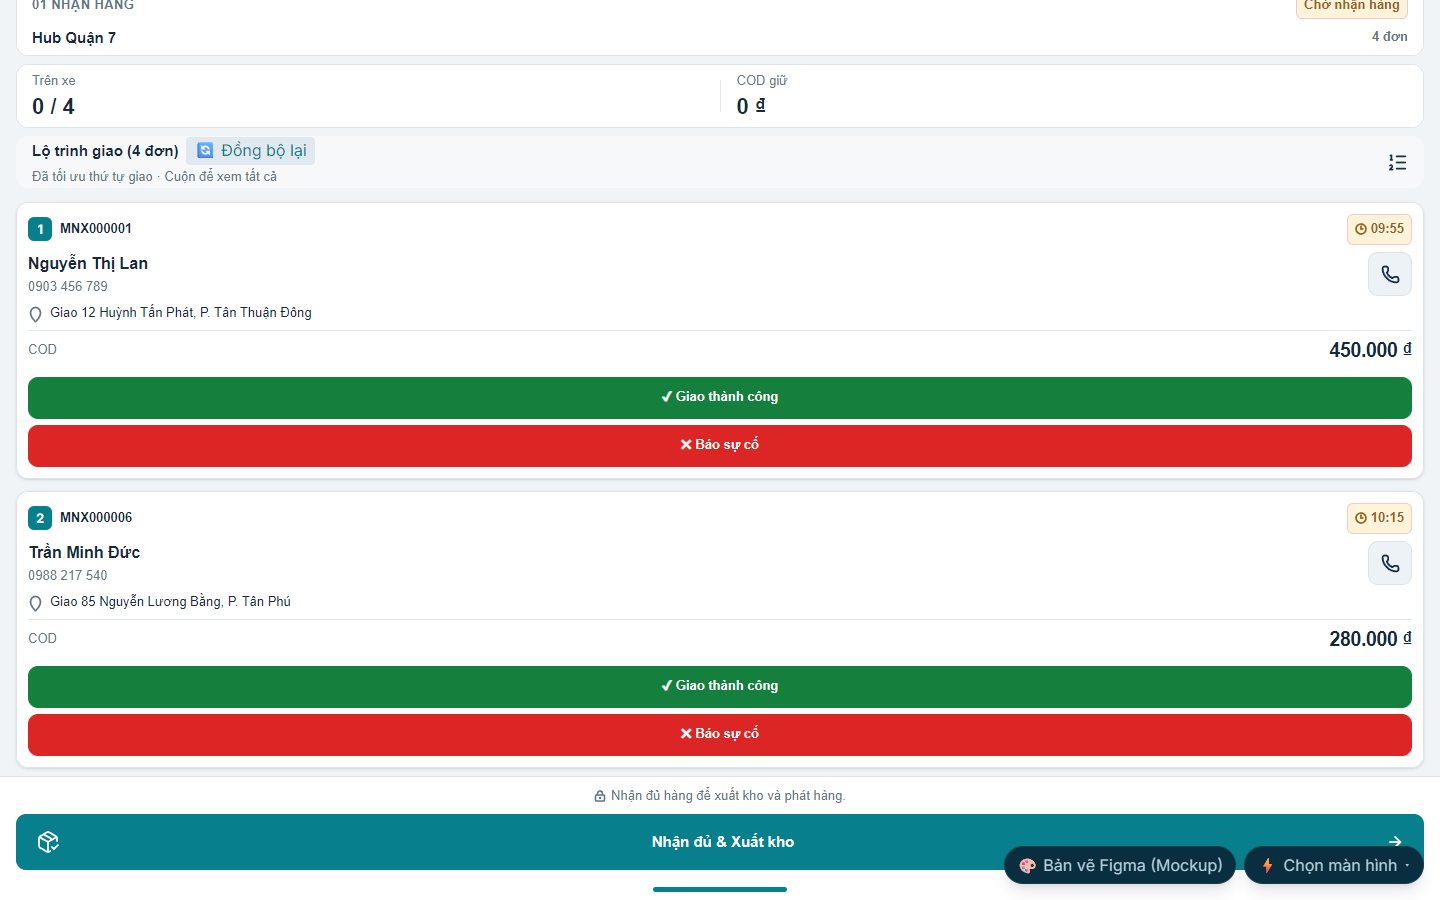 01 NHẬN HÀNG
Chờ nhận hàng
Hub Quận 7
4 đơn
Trên xe
0 / 4
COD giữ
0 ₫
Lộ trình giao (4 đơn)
Đồng bộ lại
Đã tối ưu thứ tự giao · Cuộn để xem tất cả
1 MNX000001
09:55
Nguyễn Thị Lan
0903 456 789
Giao 12 Huỳnh Tấn Phát, P. Tân Thuận Đông
COD
450.000 ₫
✔ Giao thành công
✖ Báo sự cố
2 MNX000006
10:15
Trần Minh Đức
0988 217 540
Giao 85 Nguyễn Lương Bằng, P. Tân Phú
COD
280.000 ₫
✔ Giao thành công
✖ Báo sự cố
Nhận đủ hàng để xuất kho và phát hàng.
Nhận đủ & Xuất kho
Bản vẽ Figma (Mockup)
Chọn màn hình ·